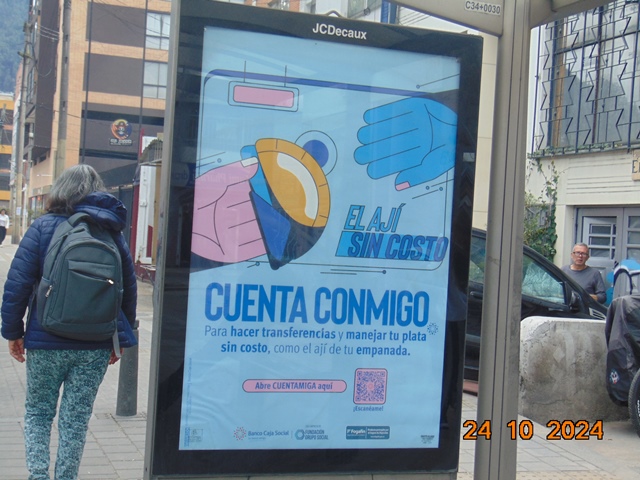 C34+0030
JCDecaux
EL AJÍ
SIN COSTO
CUENTA CONMIGO
Para hacer transferencias y manejar tu plata
sin costo, como el ají de tu empanada.
Abre CUENTAMIGA aquí
¡Escanéame!
Banco Caja Social
FUNDACIÓN
GRUPO SOCIAL
24 10 2024